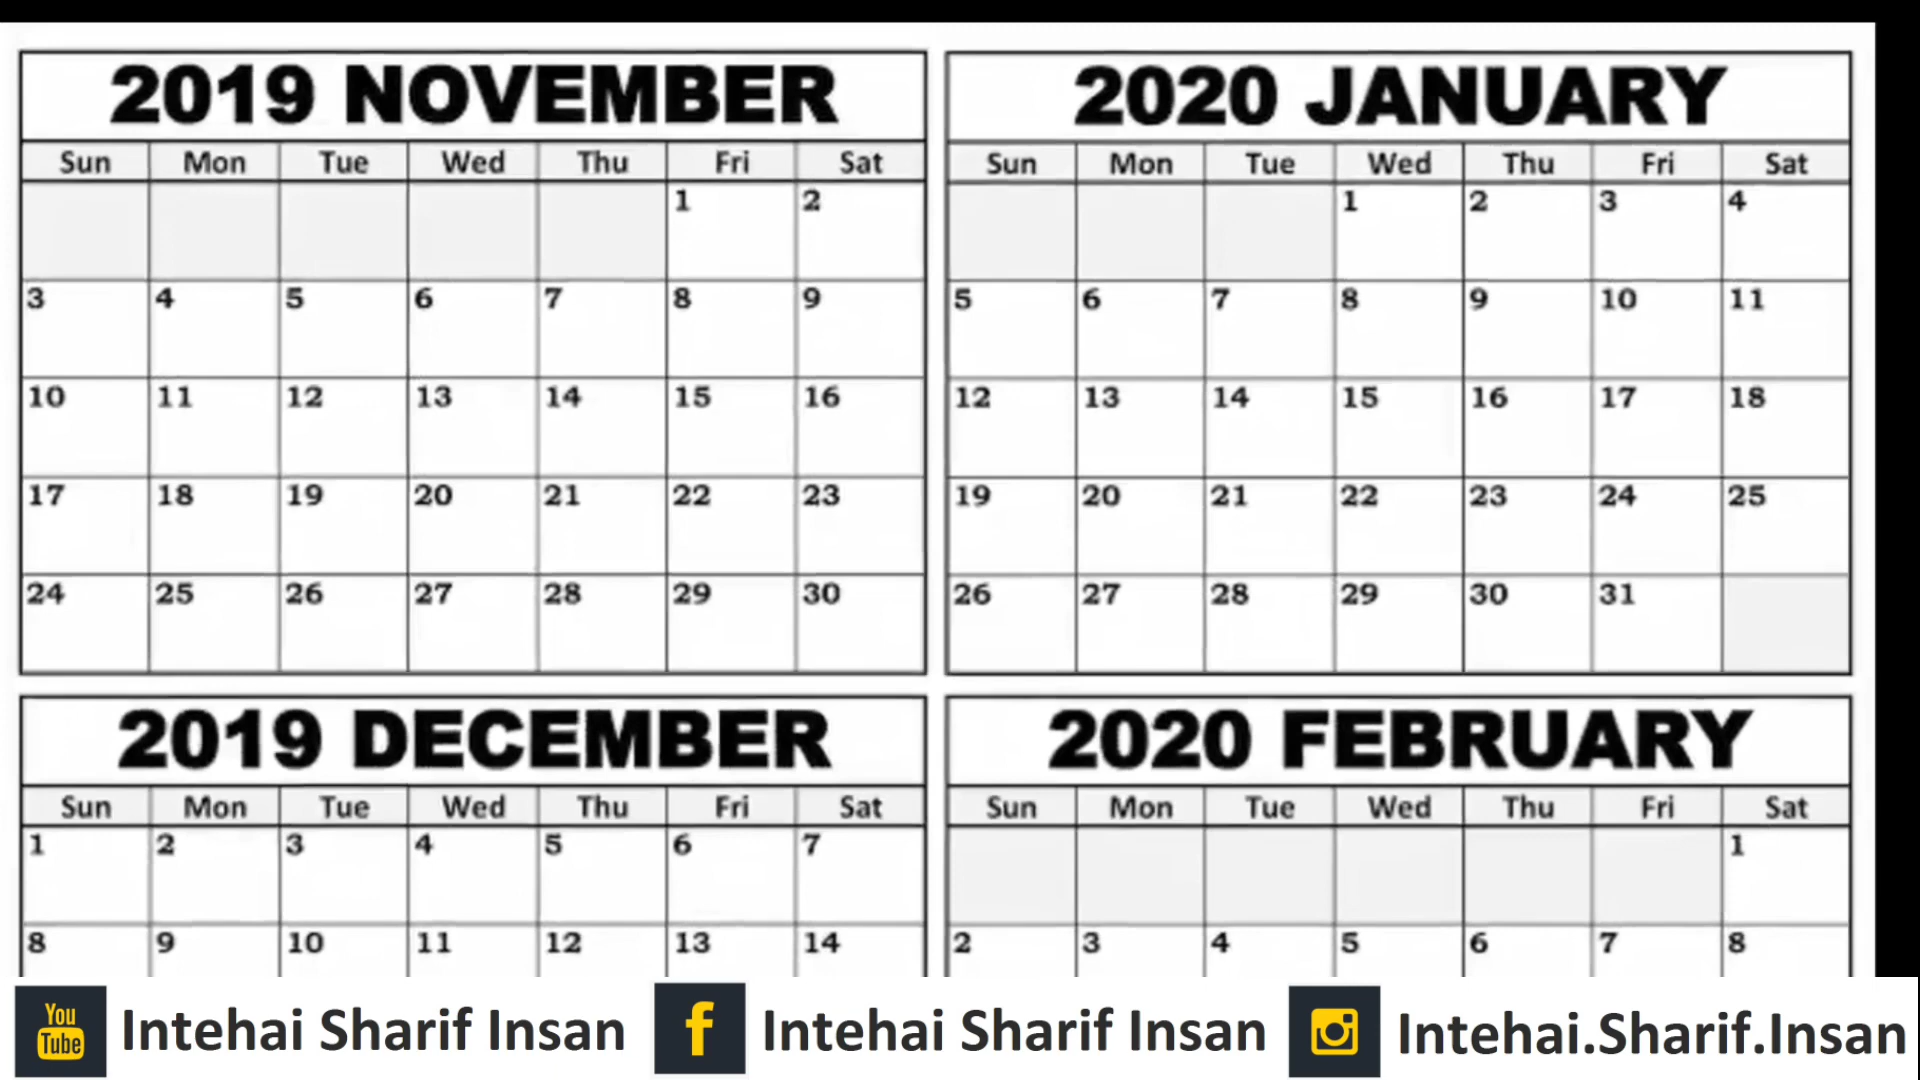 2019 NOVEMBER
Sun Mon Tue Wed Thu Fri Sat
1 2
3 4 5 6 7 8 9
10 11 12 13 14 15 16
17 18 19 20 21 22 23
24 25 26 27 28 29 30
2020 JANUARY
Sun Mon Tue Wed Thu Fri Sat
1 2 3 4
5 6 7 8 9 10 11
12 13 14 15 16 17 18
19 20 21 22 23 24 25
26 27 28 29 30 31
2019 DECEMBER
Sun Mon Tue Wed Thu Fri Sat
1 2 3 4 5 6 7
8 9 10 11 12 13 14
2020 FEBRUARY
Sun Mon Tue Wed Thu Fri Sat
1
2 3 4 5 6 7 8
You Tube Intehai Sharif Insan f Intehai Sharif Insan Intehai.Sharif.Insan